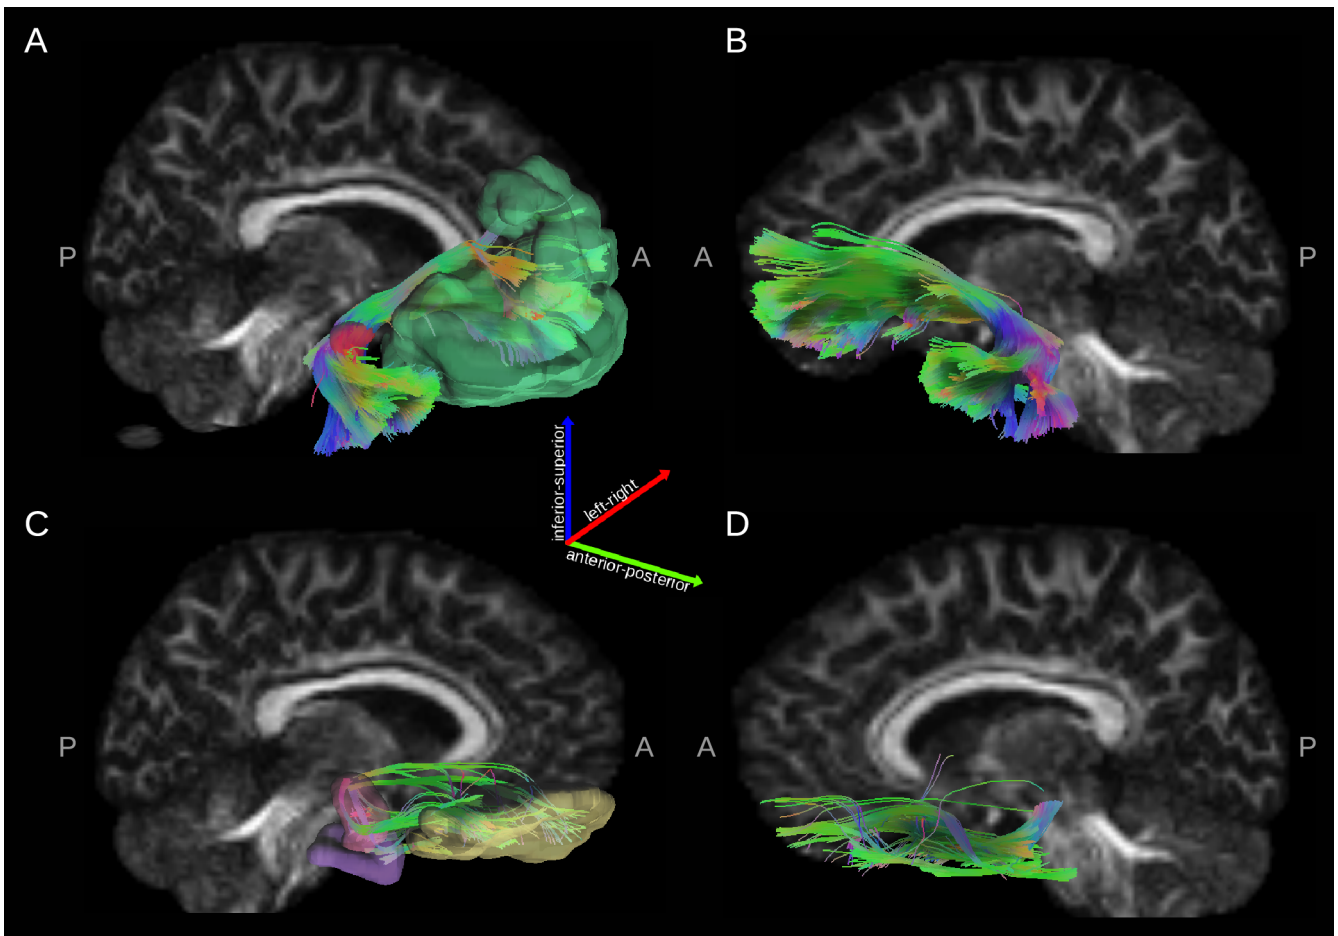 A
B
P
A
A
P
inferior-superior
left-right
anterior-posterior
C
D
P
A
A
P